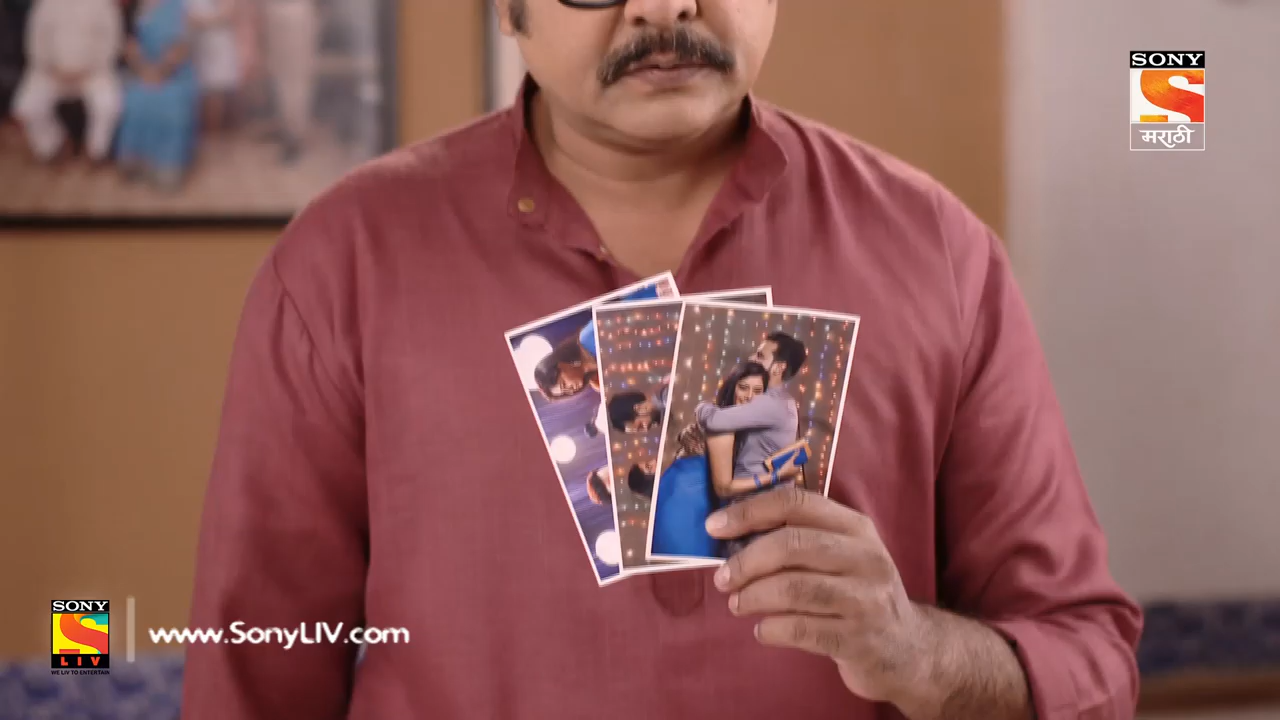 SONY
मराठी
SONY
LIV
WE LIV TO ENTERTAIN
www.SonyLIV.com